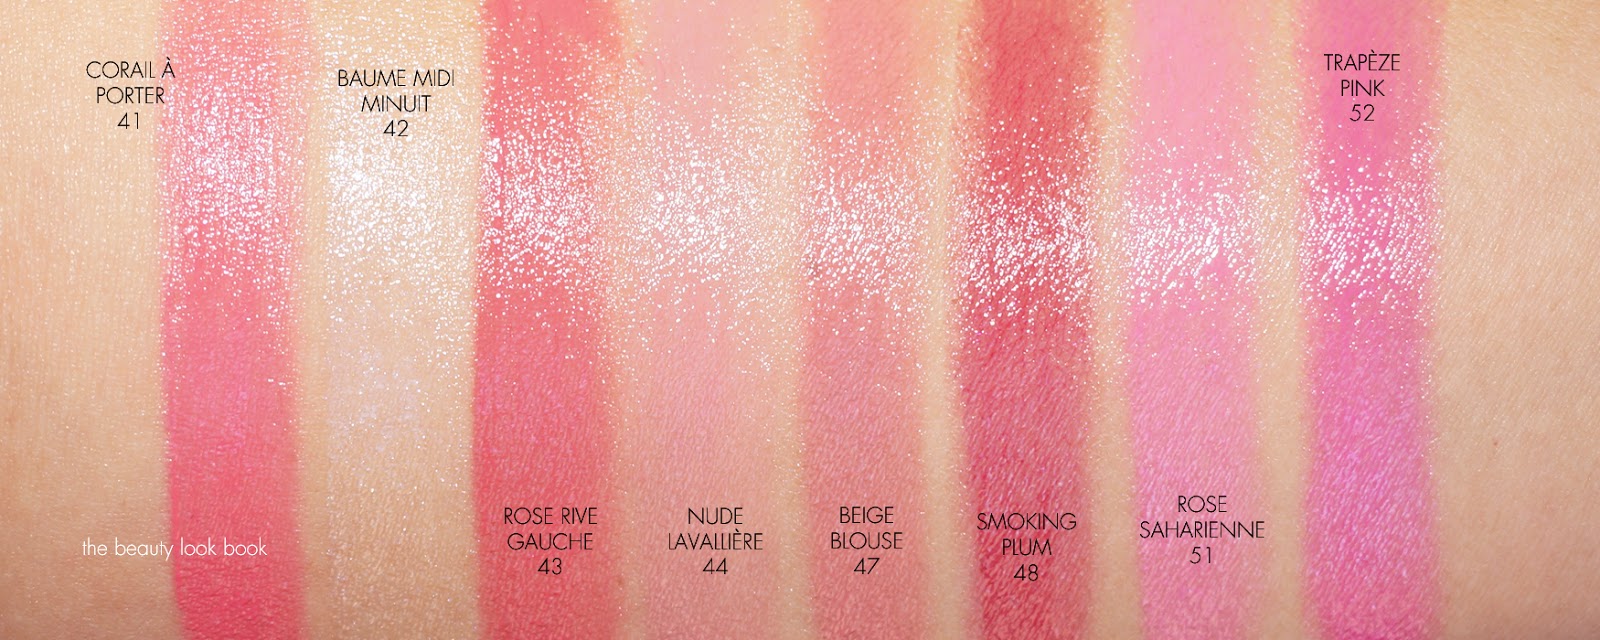 CORAIL À
PORTER
41
BAUME MIDI
MINUIT
42
ROSE RIVE
GAUCHE
43
NUDE
LAVALLIÈRE
44
BEIGE
BLOUSE
47
SMOKING
PLUM
48
ROSE
SAHARIENNE
51
TRAPÈZE
PINK
52
the beauty look book